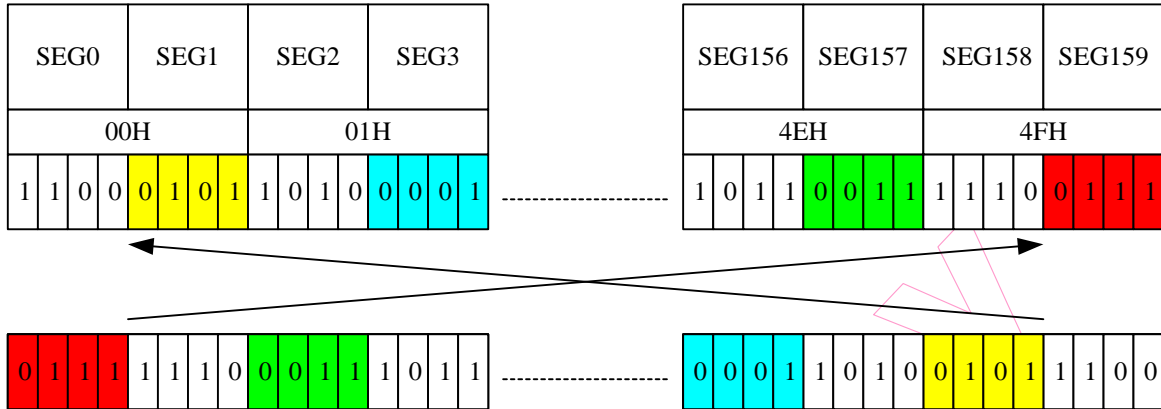 SEG0 SEG1 SEG2 SEG3 SEG156 SEG157 SEG158 SEG159
00H 01H 4EH 4FH
1 1 0 0 0 1 0 1 1 0 1 0 0 0 0 1 1 0 1 1 0 0 1 1 1 1 1 0 0 1 1 1
0 1 1 1 1 1 1 0 0 0 1 1 1 0 1 1 0 0 0 1 1 0 1 0 0 1 0 1 1 1 0 0